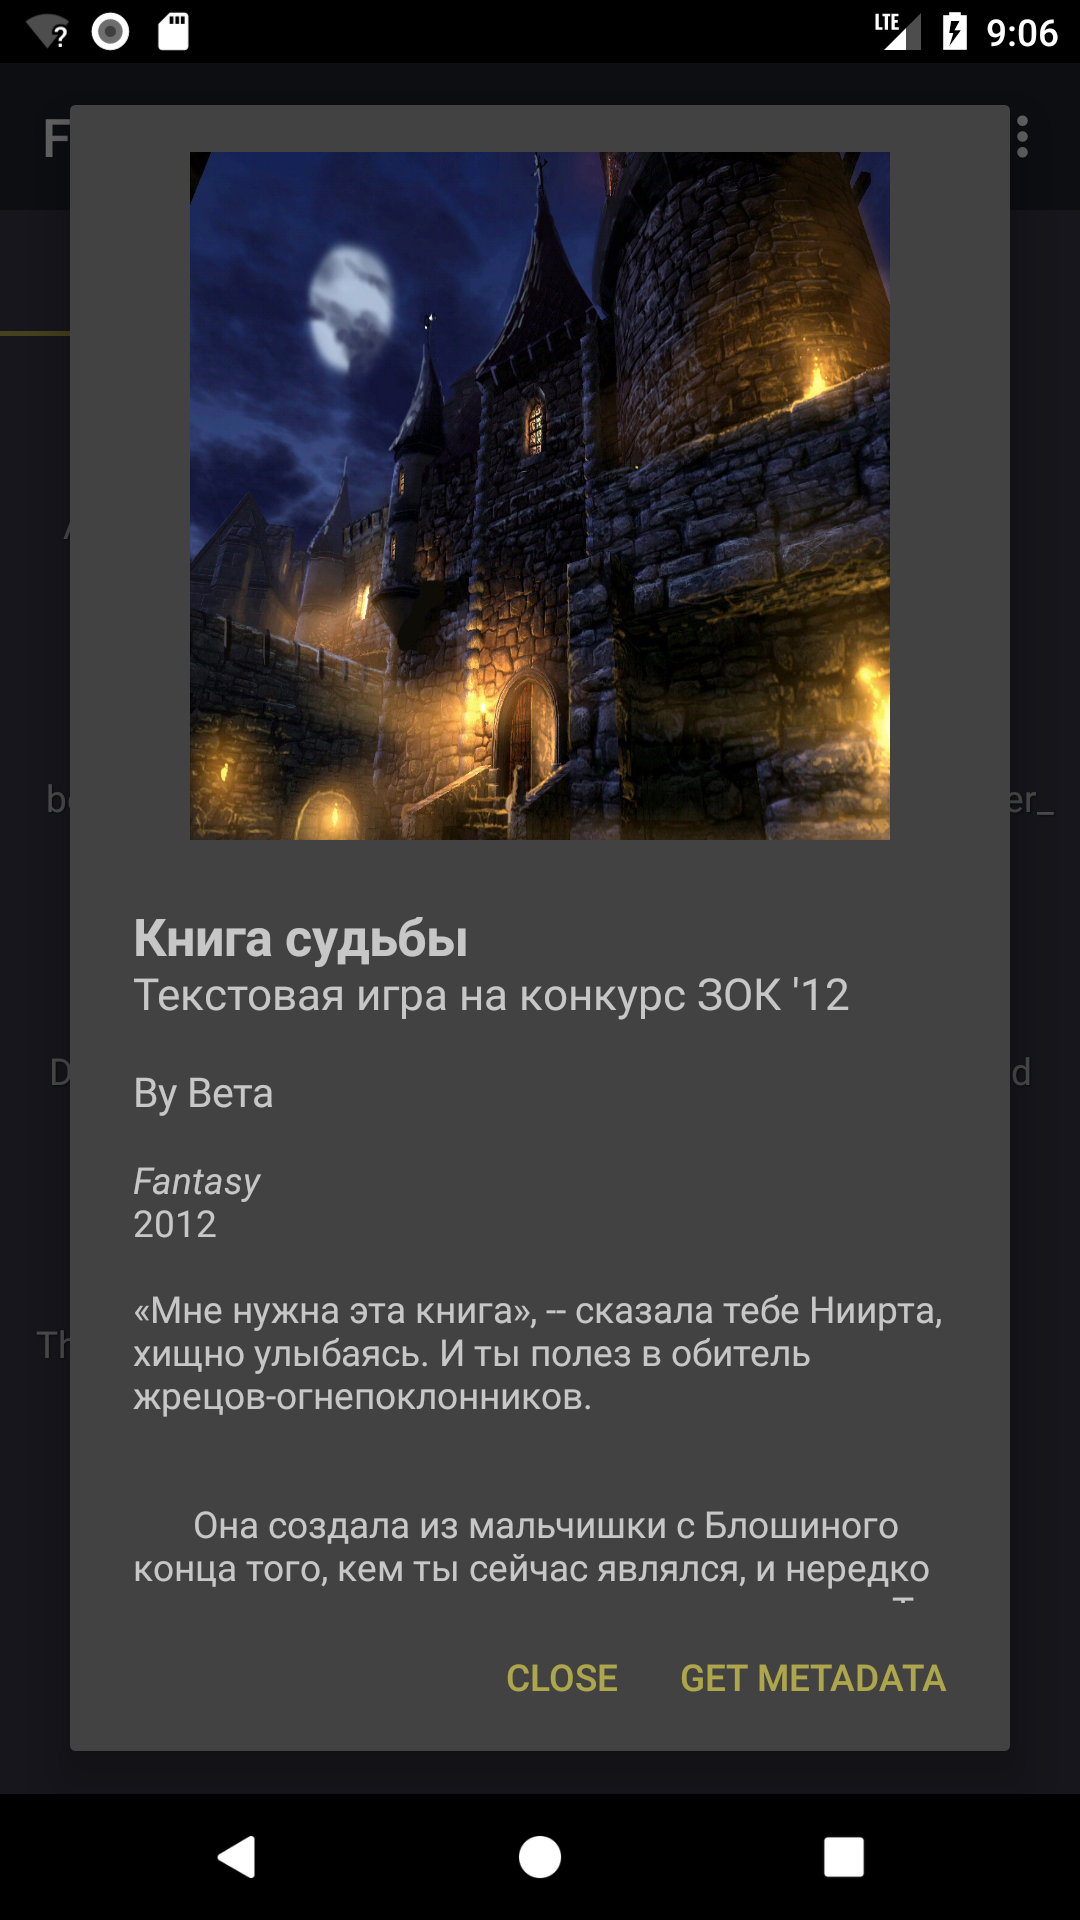 LTE 9:06
F
Книга судьбы
Текстовая игра на конкурс ЗОК '12
By Вета
Fantasy
2012
«Мне нужна эта книга», -- сказала тебе Ниирта,
хищно улыбаясь. И ты полез в обитель
жрецов-огнепоклонников.
Она создала из мальчишки с Блошиного
конца того, кем ты сейчас являлся, и нередко
CLOSE GET METADATA
er_
D
d
Th